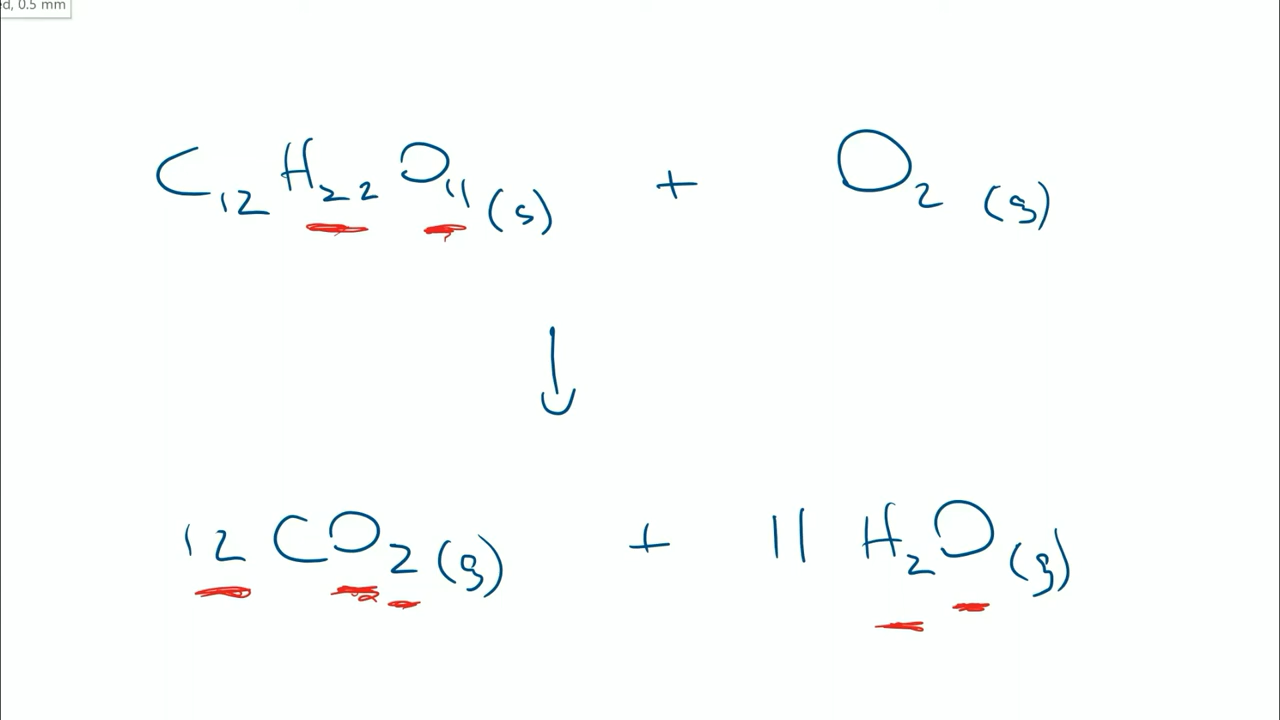 ed, 0.5 mm
C₁₂H₂₂O₁₁(s) + O₂(g)
↓
12 CO₂(g) + 11 H₂O(g)